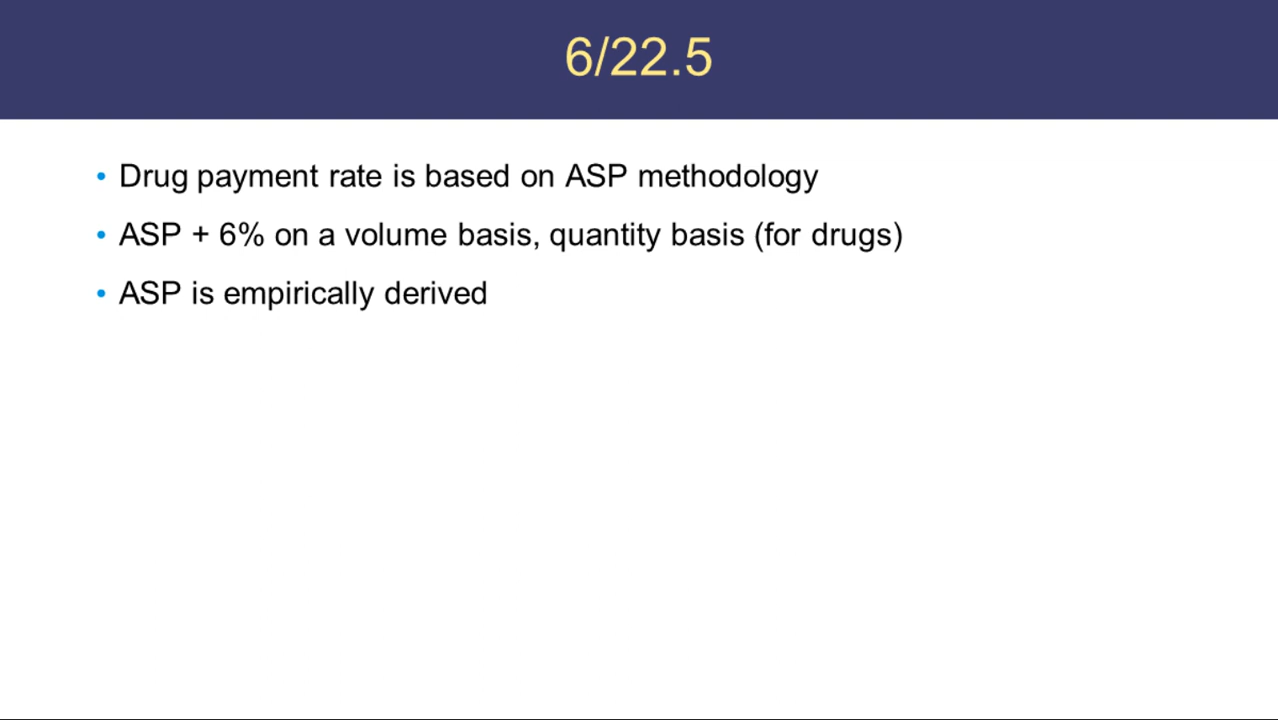 6/22.5
• Drug payment rate is based on ASP methodology
• ASP + 6% on a volume basis, quantity basis (for drugs)
• ASP is empirically derived